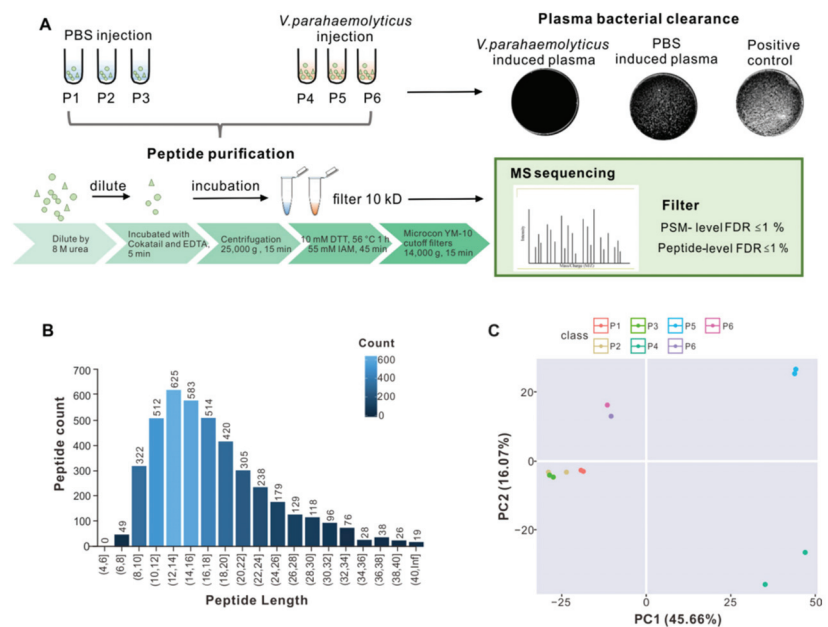 A
PBS injection
P1 P2 P3
V.parahaemolyticus
injection
P4 P5 P6
Plasma bacterial clearance
V.parahaemolyticus
induced plasma
PBS
induced plasma
Positive
control
Peptide purification
dilute
incubation
filter 10 kD
Dilute by
8 M urea
Incubated with
Cokatail and EDTA,
5 min
Centrifugation
25,000 g , 15 min
10 mM DTT, 56 °C 1 h
55 mM IAM, 45 min
Microcon YM-10
cutoff filters
14,000 g, 15 min
MS sequencing
Filter
PSM- level FDR ≤1 %
Peptide-level FDR ≤1 %
B
Count
600
400
200
0
Peptide count
700
600
500
400
300
200
100
0
0 49 322 512 625 583 514 420 305 238 179 129 118 96 76 28 38 26 19
(4,6] (6,8] (8,10] (10,12] (12,14] (14,16] (16,18] (18,20] (20,22] (22,24] (24,26] (26,28] (28,30] (30,32] (32,34] (34,36] (36,38] (38,40] (40,Inf]
Peptide Length
C
class
P1 P3 P5 P6
P2 P4 P6
PC2 (16.07%)
20
0
−20
−25 0 25 50
PC1 (45.66%)